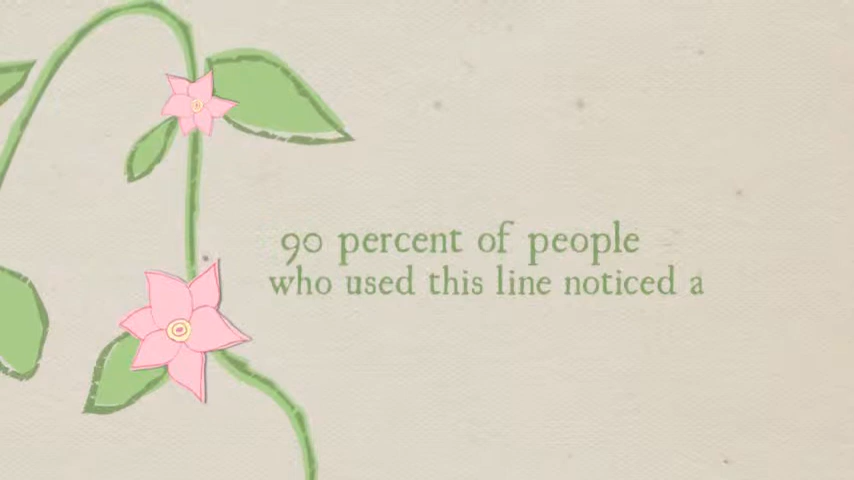 90 percent of people
who used this line noticed a